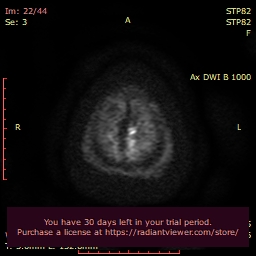 Im: 22/44
Se: 3
A
STP82
STP82
F
Ax DWI B 1000
R
L
You have 30 days left in your trial period.
Purchase a license at https://radiantviewer.com/store/